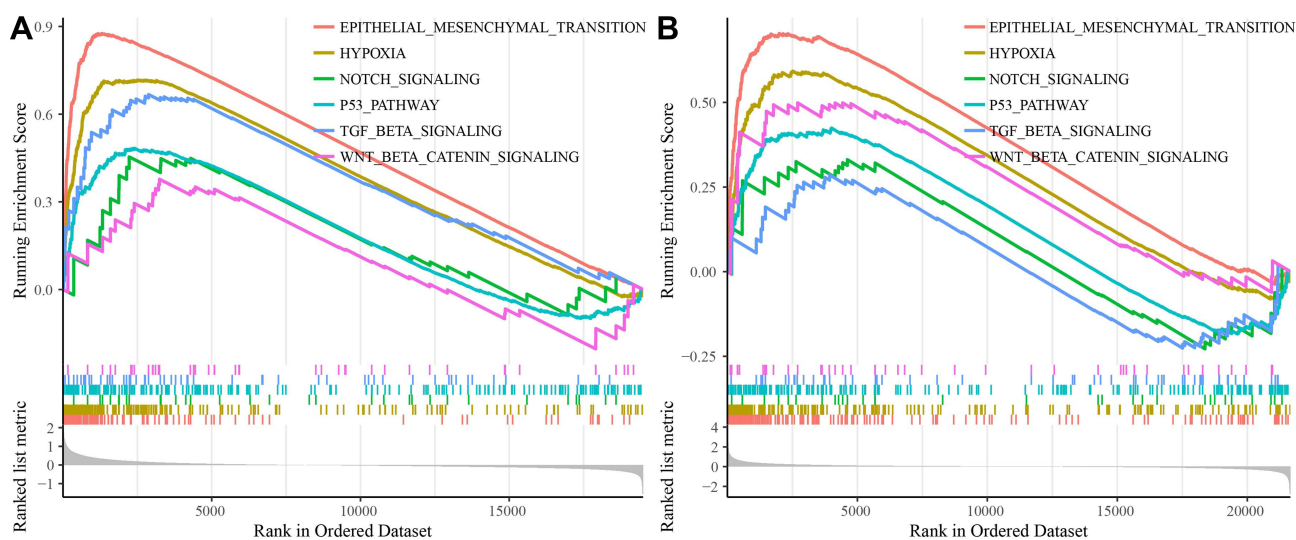 A
Running Enrichment Score
0.9
0.6
0.3
0.0
EPITHELIAL_MESENCHYMAL_TRANSITION
HYPOXIA
NOTCH_SIGNALING
P53_PATHWAY
TGF_BETA_SIGNALING
WNT_BETA_CATENIN_SIGNALING
Ranked list metric
2
1
0
−1
5000 10000 15000
Rank in Ordered Dataset
B
Running Enrichment Score
0.50
0.25
0.00
−0.25
EPITHELIAL_MESENCHYMAL_TRANSITION
HYPOXIA
NOTCH_SIGNALING
P53_PATHWAY
TGF_BETA_SIGNALING
WNT_BETA_CATENIN_SIGNALING
Ranked list metric
4
2
0
−2
5000 10000 15000 20000
Rank in Ordered Dataset